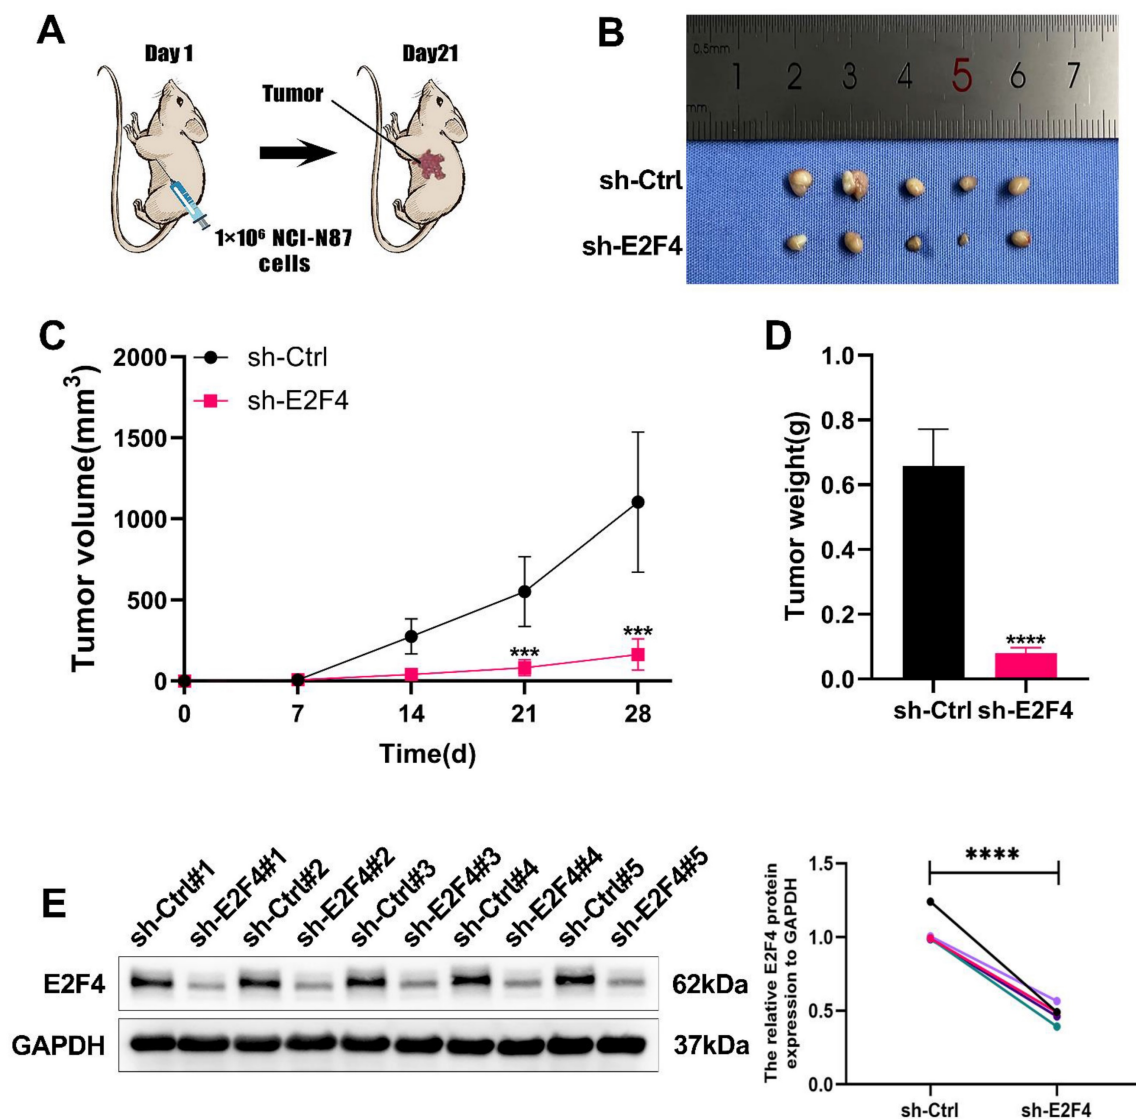 A
Day 1
Day21
Tumor
1×10⁶ NCI-N87
cells
B
0.5mm
1 2 3 4 5 6 7
mm
sh-Ctrl
sh-E2F4
C
sh-Ctrl
sh-E2F4
Tumor volume(mm³)
2000
1500
1000
500
0
***
***
0 7 14 21 28
Time(d)
D
Tumor weight(g)
1.0
0.8
0.6
0.4
0.2
0.0
****
sh-Ctrl sh-E2F4
E
sh-Ctrl#1
sh-E2F4#1
sh-Ctrl#2
sh-E2F4#2
sh-Ctrl#3
sh-E2F4#3
sh-Ctrl#4
sh-E2F4#4
sh-Ctrl#5
sh-E2F4#5
E2F4
62kDa
GAPDH
37kDa
The relative E2F4 protein
expression to GAPDH
1.5
1.0
0.5
0.0
****
sh-Ctrl sh-E2F4